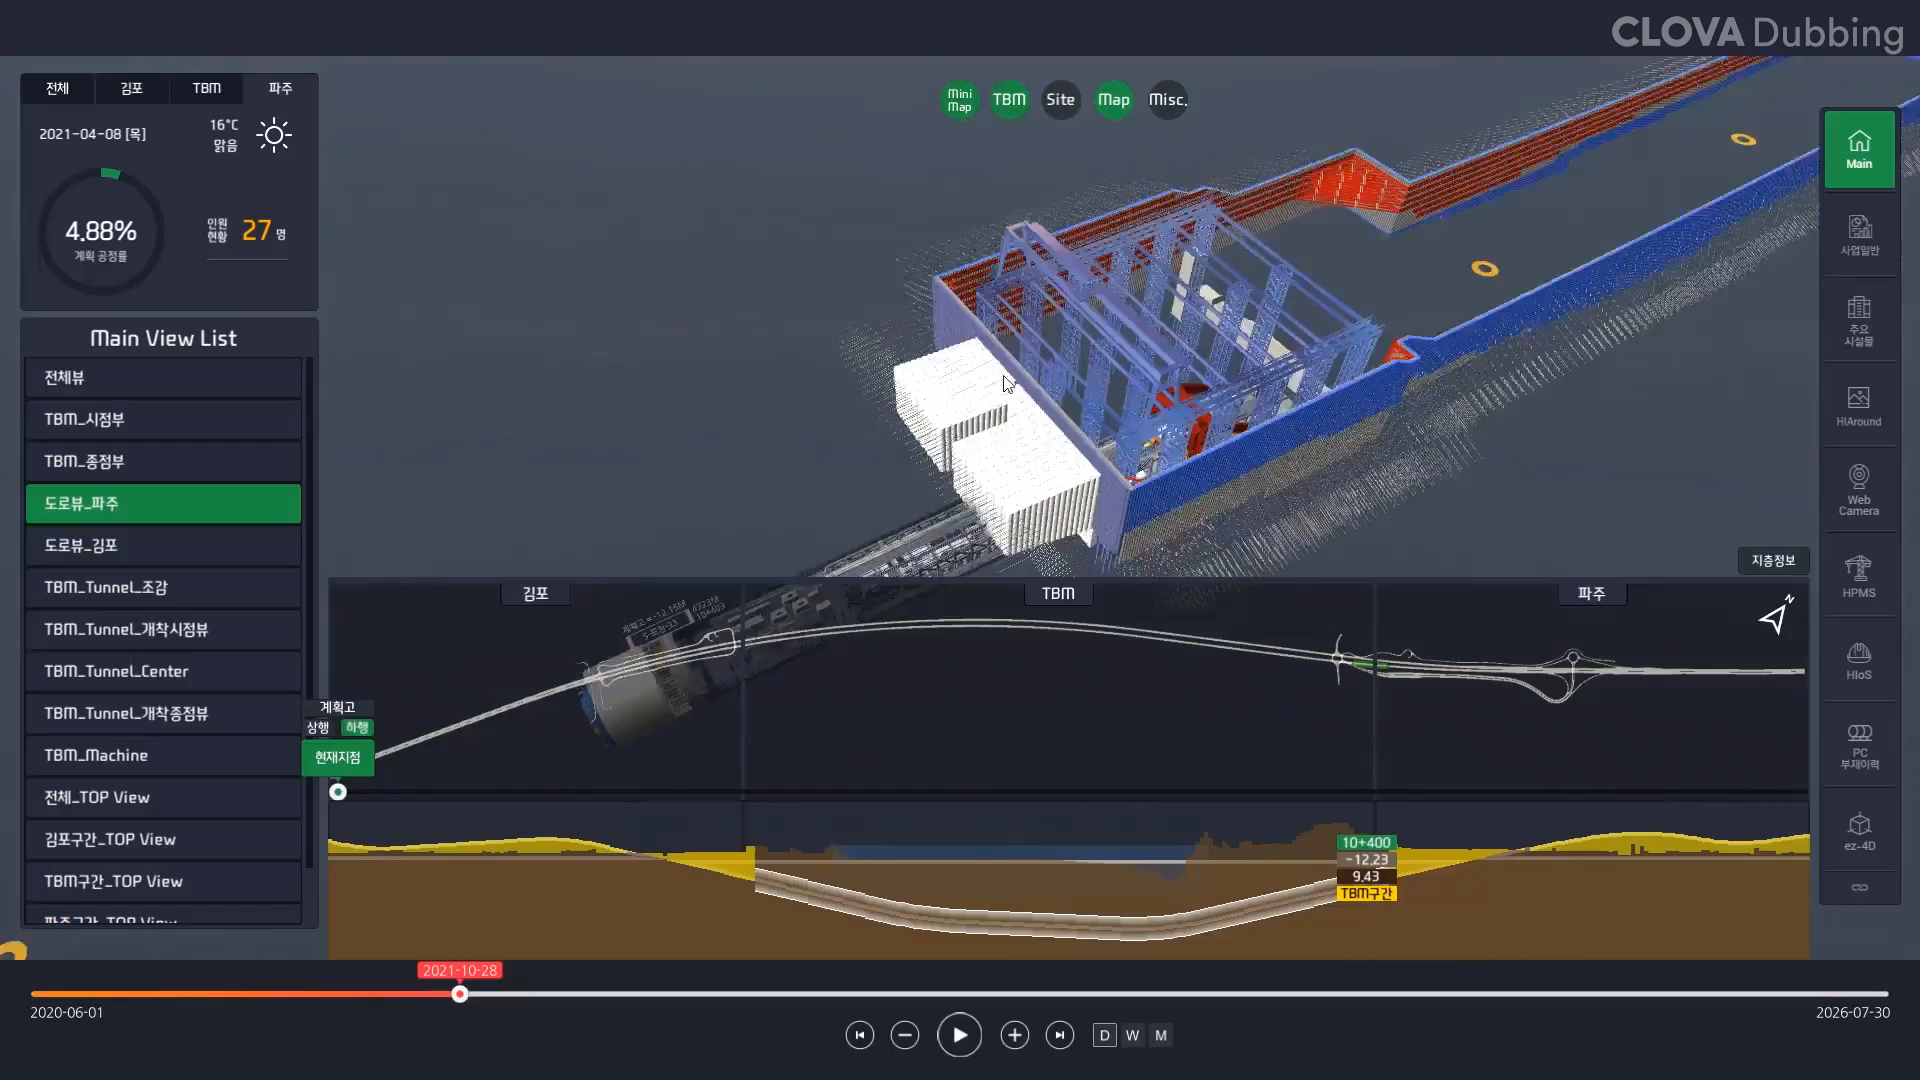 CLOVA Dubbing
전체
김포
TBM
파주
2021-04-08 [목]
16°C
맑음
4.88%
계획 공정률
인원
현황
27 명
Main View List
전체뷰
TBM_시점부
TBM_종점부
도로뷰_파주
도로뷰_김포
TBM_Tunnel_조감
TBM_Tunnel_개착시점뷰
TBM_Tunnel_Center
TBM_Tunnel_개착종점뷰
TBM_Machine
전체_TOP View
김포구간_TOP View
TBM구간_TOP View
파주구간_TOP View
Mini
Map
TBM
Site
Map
Misc.
Main
사업일반
주요
시설물
HIAround
Web
Camera
HPMS
HIoS
PC
부재이력
ez-4D
지층정보
김포
TBM
파주
N
계획고
상행
하행
현재지점
10+400
-12.23
9.43
TBM구간
2021-10-28
2020-06-01
2026-07-30
D
W
M